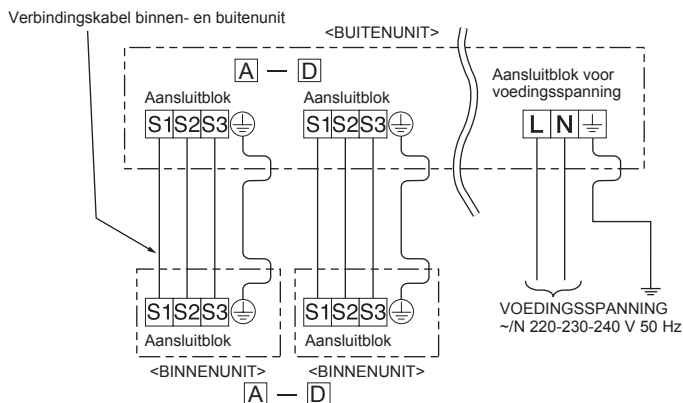 Verbindingskabel binnen- en buitenunit
<BUITENUNIT>
A — D
Aansluitblok
Aansluitblok
Aansluitblok voor
voedingsspanning
S1 S2 S3
S1 S2 S3
L N
S1 S2 S3
S1 S2 S3
Aansluitblok
Aansluitblok
VOEDINGSSPANNING
~/N 220-230-240 V 50 Hz
<BINNENUNIT>
<BINNENUNIT>
A — D